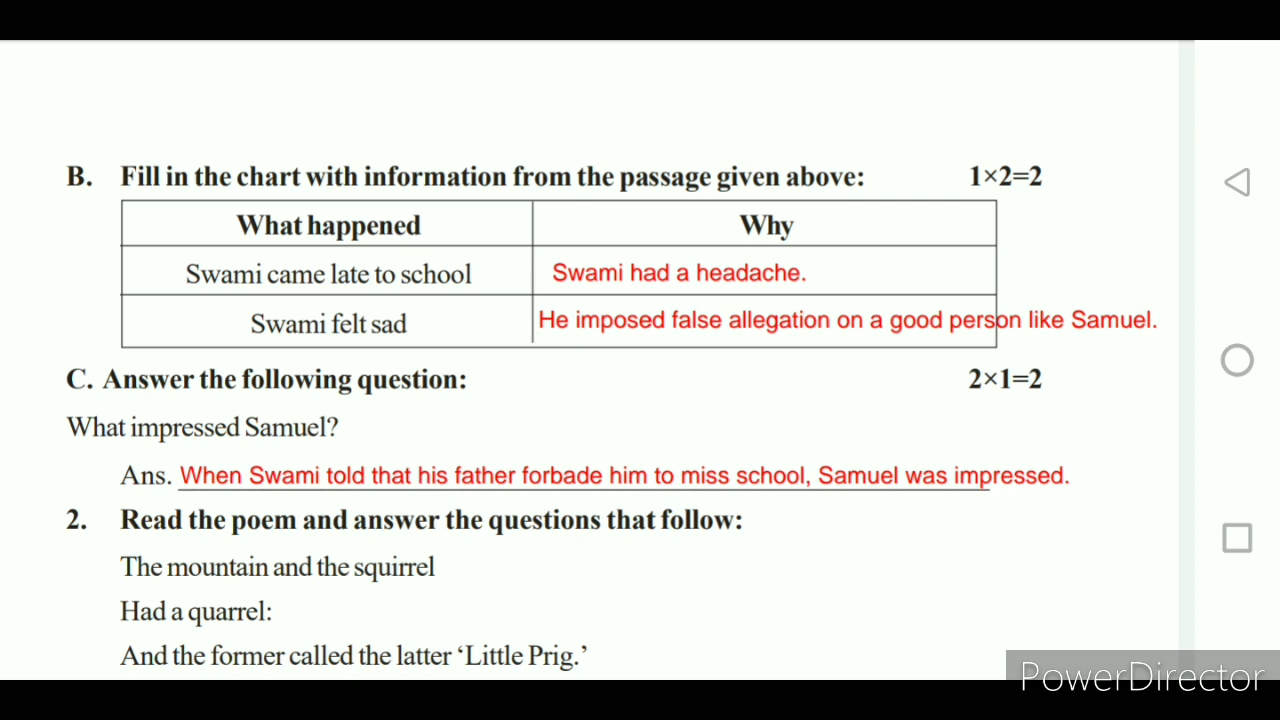 B. Fill in the chart with information from the passage given above: 1×2=2
What happened Why
Swami came late to school Swami had a headache.
Swami felt sad He imposed false allegation on a good person like Samuel.
C. Answer the following question: 2×1=2
What impressed Samuel?
Ans. When Swami told that his father forbade him to miss school, Samuel was impressed.
2. Read the poem and answer the questions that follow:
The mountain and the squirrel
Had a quarrel:
And the former called the latter ‘Little Prig.’
PowerDirector